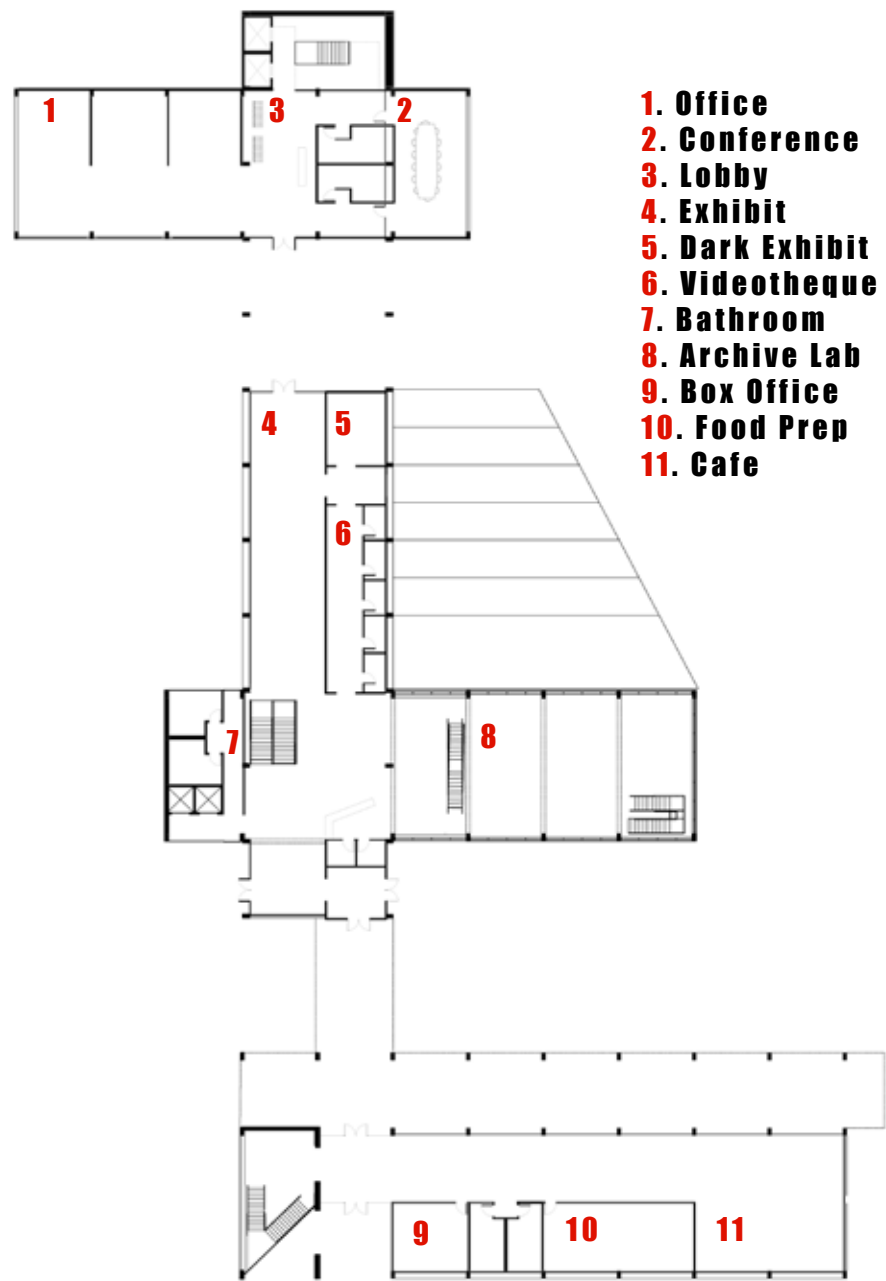 1
3
2
1. Office
2. Conference
3. Lobby
4. Exhibit
5. Dark Exhibit
6. Videotheque
7. Bathroom
8. Archive Lab
9. Box Office
10. Food Prep
11. Cafe
4
5
6
7
8
9
10
11